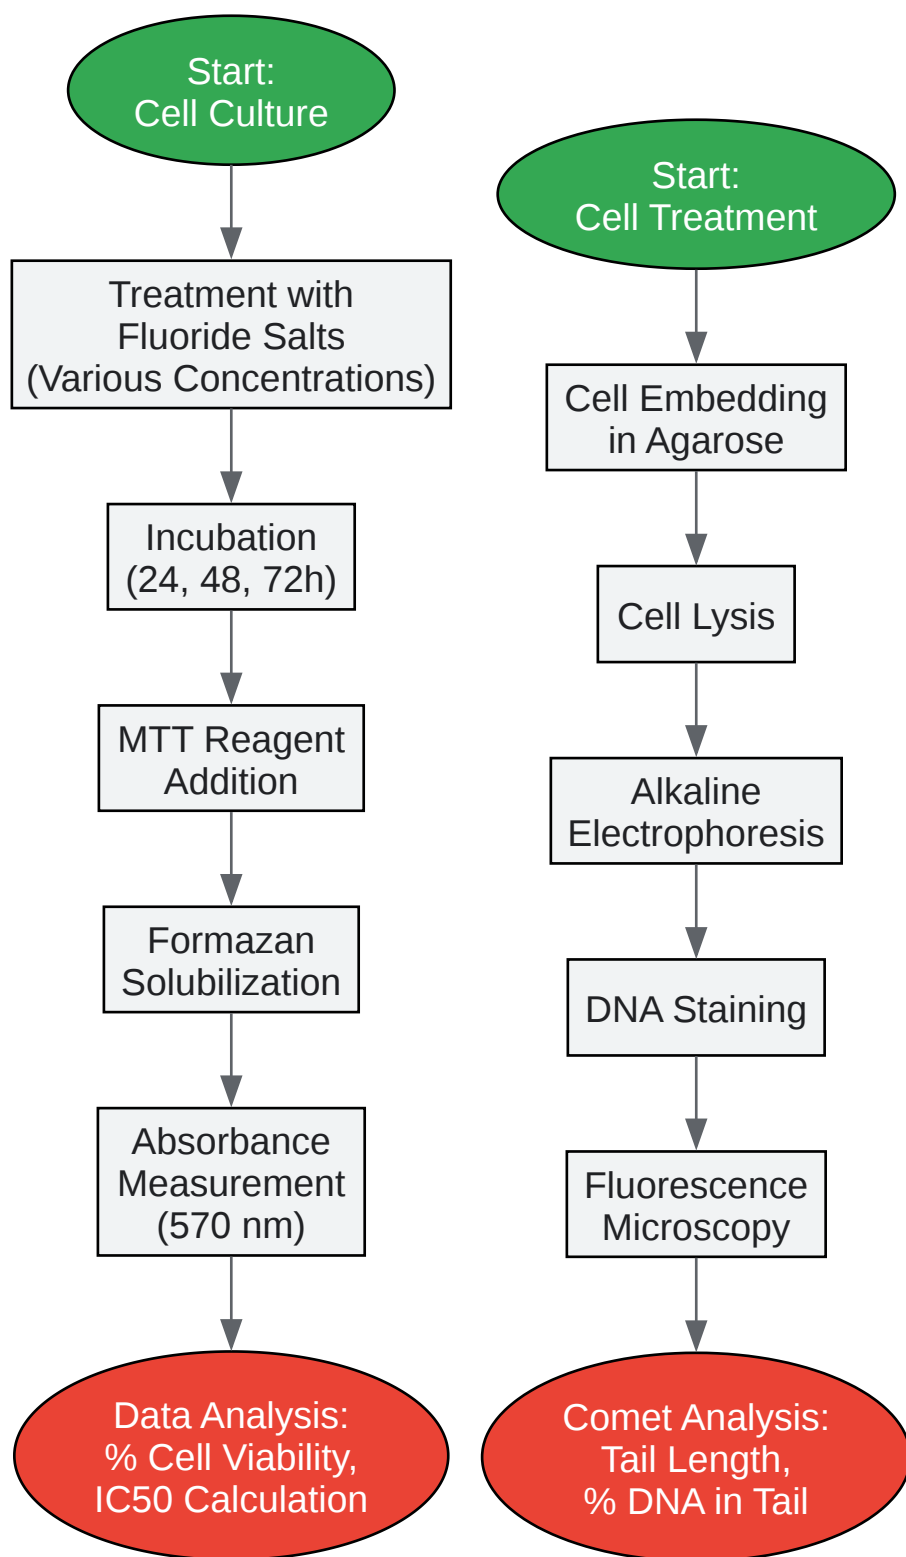 Start:
Cell Culture
Treatment with
Fluoride Salts
(Various Concentrations)
Incubation
(24, 48, 72h)
MTT Reagent
Addition
Formazan
Solubilization
Absorbance
Measurement
(570 nm)
Data Analysis:
% Cell Viability,
IC50 Calculation
Start:
Cell Treatment
Cell Embedding
in Agarose
Cell Lysis
Alkaline
Electrophoresis
DNA Staining
Fluorescence
Microscopy
Comet Analysis:
Tail Length,
% DNA in Tail